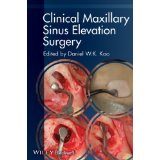 Clinical Maxillary
Sinus Elevation
Surgery
Edited by Daniel W.K. Kao
WILEY Blackwell